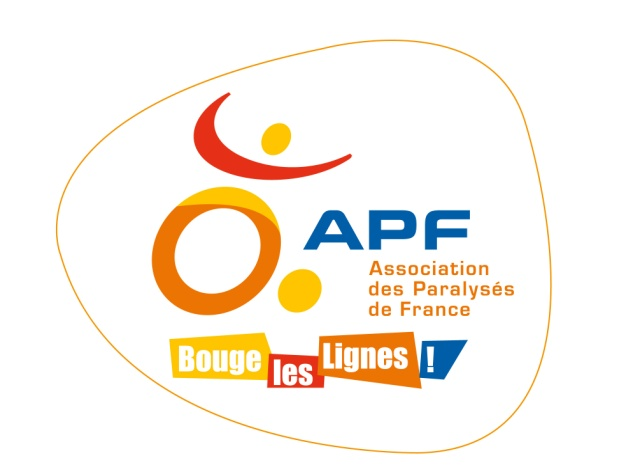 APF
Association
des Paralysés
de France
Bouge les Lignes !